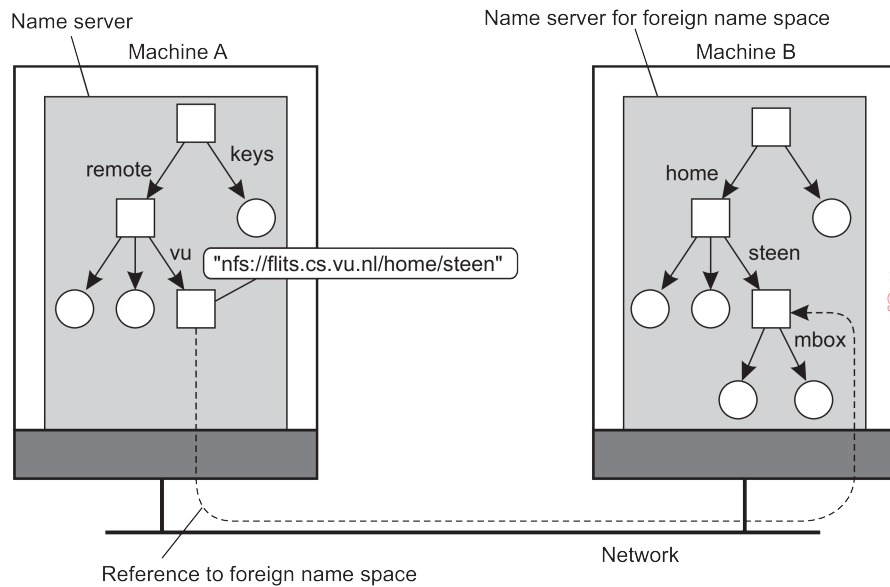 Name server
Name server for foreign name space
Machine A
Machine B
keys
remote
home
vu
steen
"nfs://flits.cs.vu.nl/home/steen"
mbox
Network
Reference to foreign name space